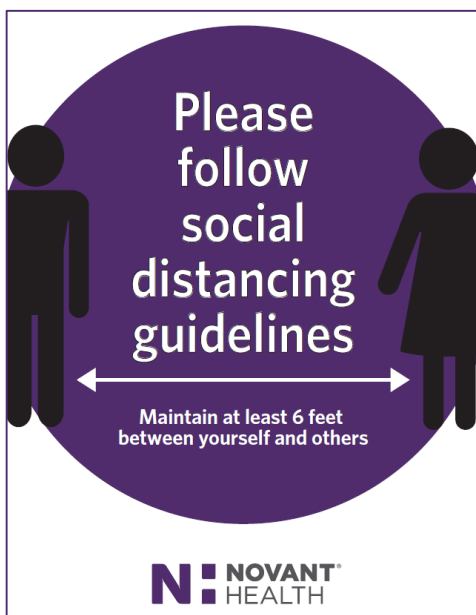 Please
follow
social
distancing
guidelines
Maintain at least 6 feet
between yourself and others
N: NOVANT®
HEALTH